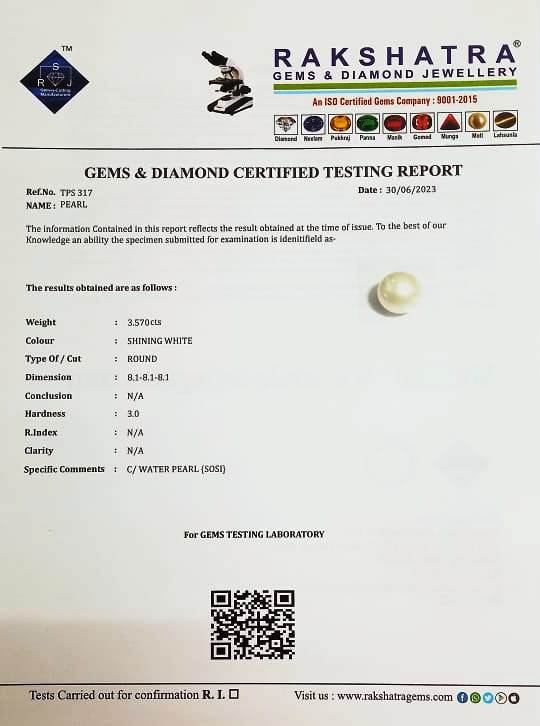 TM
S
R J
Gemns-Cutting
Manufacturers
RAKSHATRA®
GEMS & DIAMOND JEWELLERY
An ISO Certified Gems Company : 9001-2015
Diamond Neelam Pukhraj Panna Manik Gomed Munga Moti Lahsunia
GEMS & DIAMOND CERTIFIED TESTING REPORT
Ref.No. TPS 317 Date : 30/06/2023
NAME : PEARL
The information Contained in this report reflects the result obtained at the time of issue. To the best of our
Knowledge an ability the specimen submitted for examination is idenitifield as-
The results obtained are as follows :
Weight : 3.570cts
Colour : SHINING WHITE
Type Of / Cut : ROUND
Dimension : 8.1-8.1-8.1
Conclusion : N/A
Hardness : 3.0
R.Index : N/A
Clarity : N/A
Specific Comments : C/ WATER PEARL {SOSI}
For GEMS TESTING LABORATORY
Tests Carried out for confirmation R. I. ☐ Visit us : www.rakshatragems.com